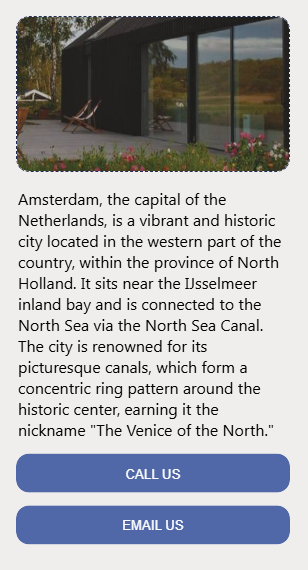 Amsterdam, the capital of the
Netherlands, is a vibrant and historic
city located in the western part of the
country, within the province of North
Holland. It sits near the IJsselmeer
inland bay and is connected to the
North Sea via the North Sea Canal.
The city is renowned for its
picturesque canals, which form a
concentric ring pattern around the
historic center, earning it the
nickname "The Venice of the North."
CALL US
EMAIL US